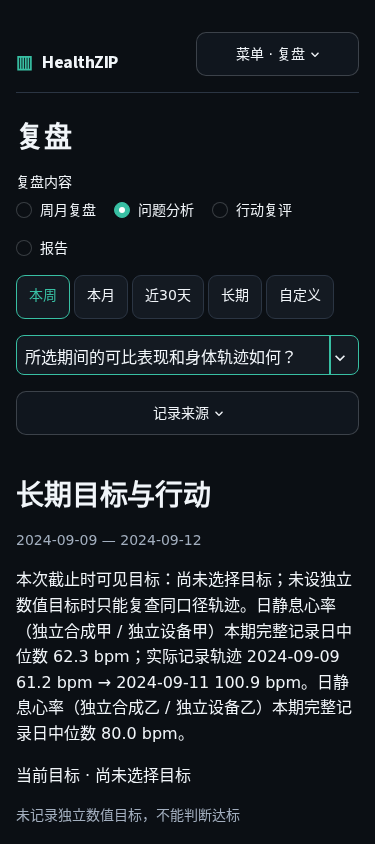 HealthZIP
菜单 · 复盘
复盘
复盘内容
周月复盘
问题分析
行动复评
报告
本周
本月
近30天
长期
自定义
所选期间的可比表现和身体轨迹如何？
记录来源
长期目标与行动
2024-09-09 — 2024-09-12
本次截止时可见目标：尚未选择目标；未设独立
数值目标时只能复查同口径轨迹。日静息心率
（独立合成甲 / 独立设备甲）本期完整记录日中
位数 62.3 bpm；实际记录轨迹 2024-09-09
61.2 bpm → 2024-09-11 100.9 bpm。日静
息心率（独立合成乙 / 独立设备乙）本期完整记
录日中位数 80.0 bpm。
当前目标 · 尚未选择目标
未记录独立数值目标，不能判断达标